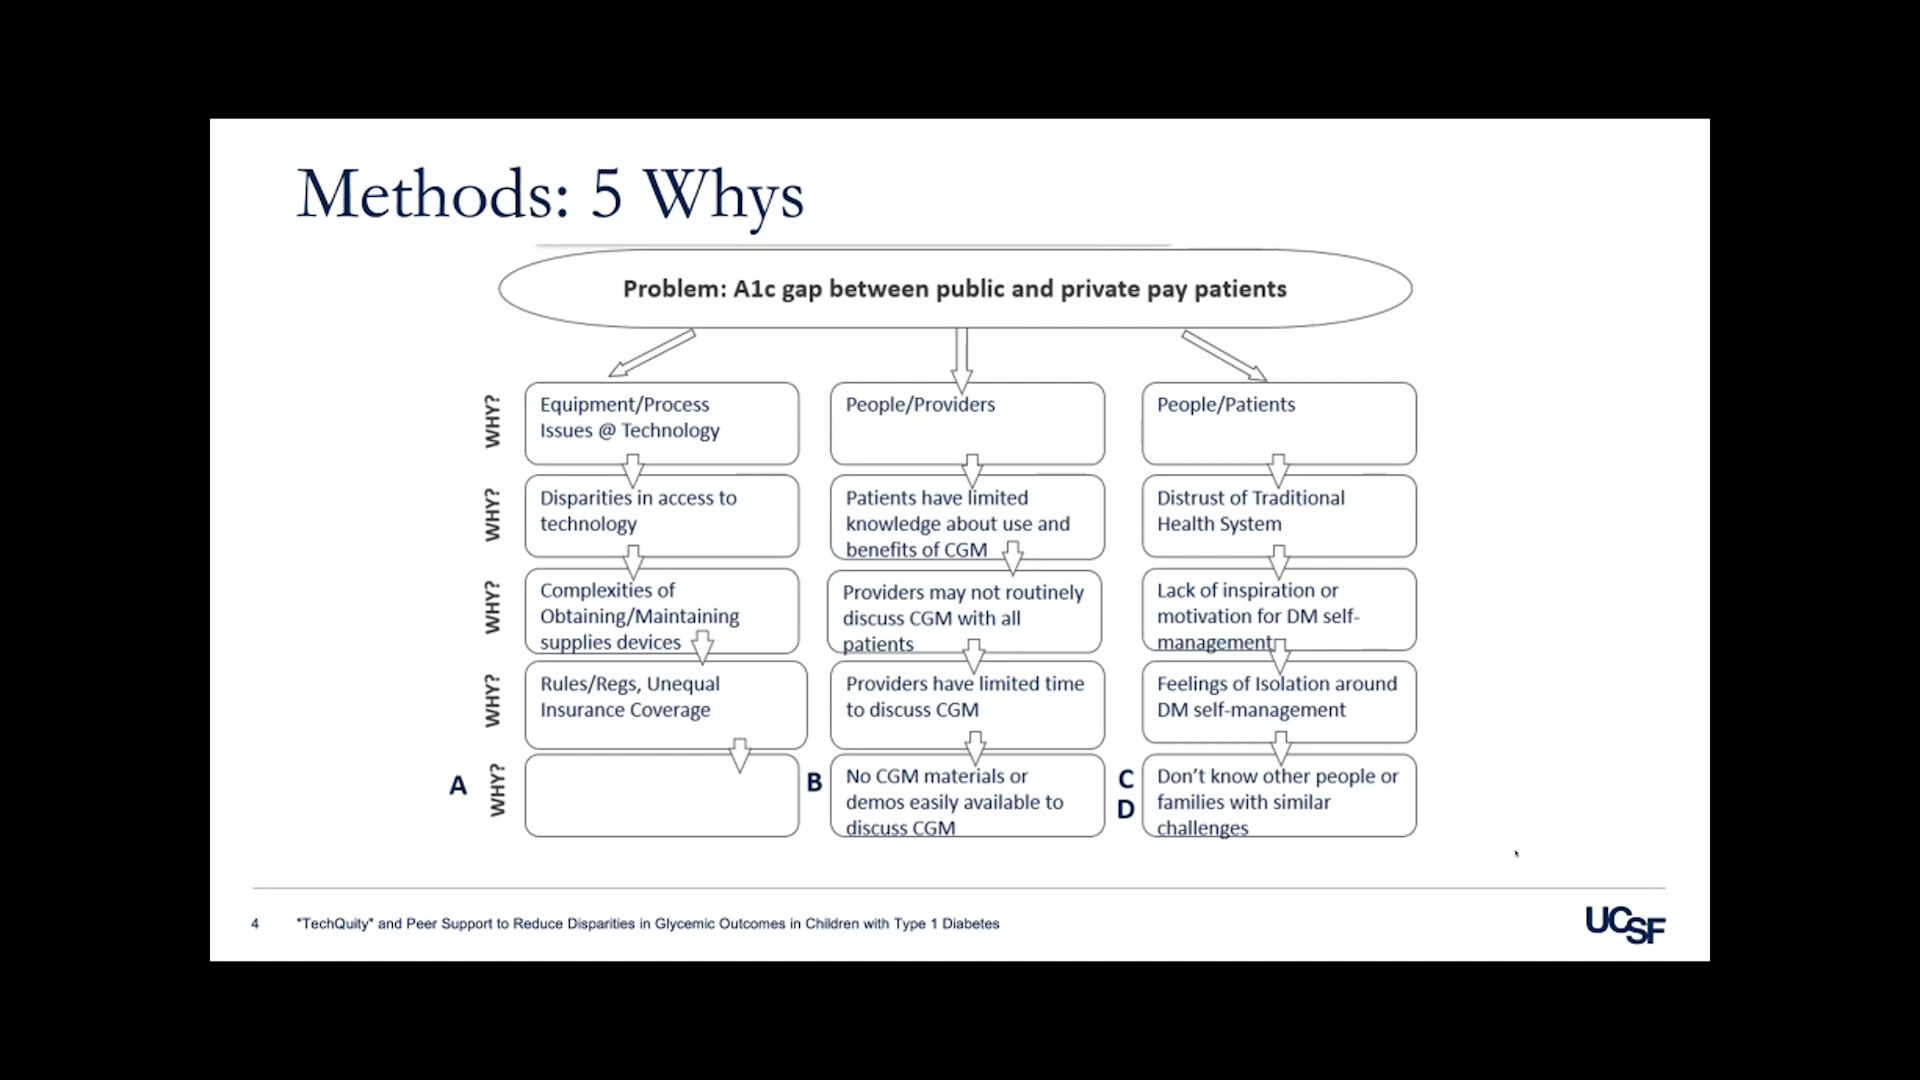 Methods: 5 Whys
Problem: A1c gap between public and private pay patients
WHY?
Equipment/Process
Issues @ Technology
People/Providers
People/Patients
WHY?
Disparities in access to
technology
Patients have limited
knowledge about use and
benefits of CGM
Distrust of Traditional
Health System
WHY?
Complexities of
Obtaining/Maintaining
supplies devices
Providers may not routinely
discuss CGM with all
patients
Lack of inspiration or
motivation for DM self-
management
WHY?
Rules/Regs, Unequal
Insurance Coverage
Providers have limited time
to discuss CGM
Feelings of Isolation around
DM self-management
A
WHY?
B
No CGM materials or
demos easily available to
discuss CGM
C
D
Don't know other people or
families with similar
challenges
4
"TechQuity" and Peer Support to Reduce Disparities in Glycemic Outcomes in Children with Type 1 Diabetes
UCSF